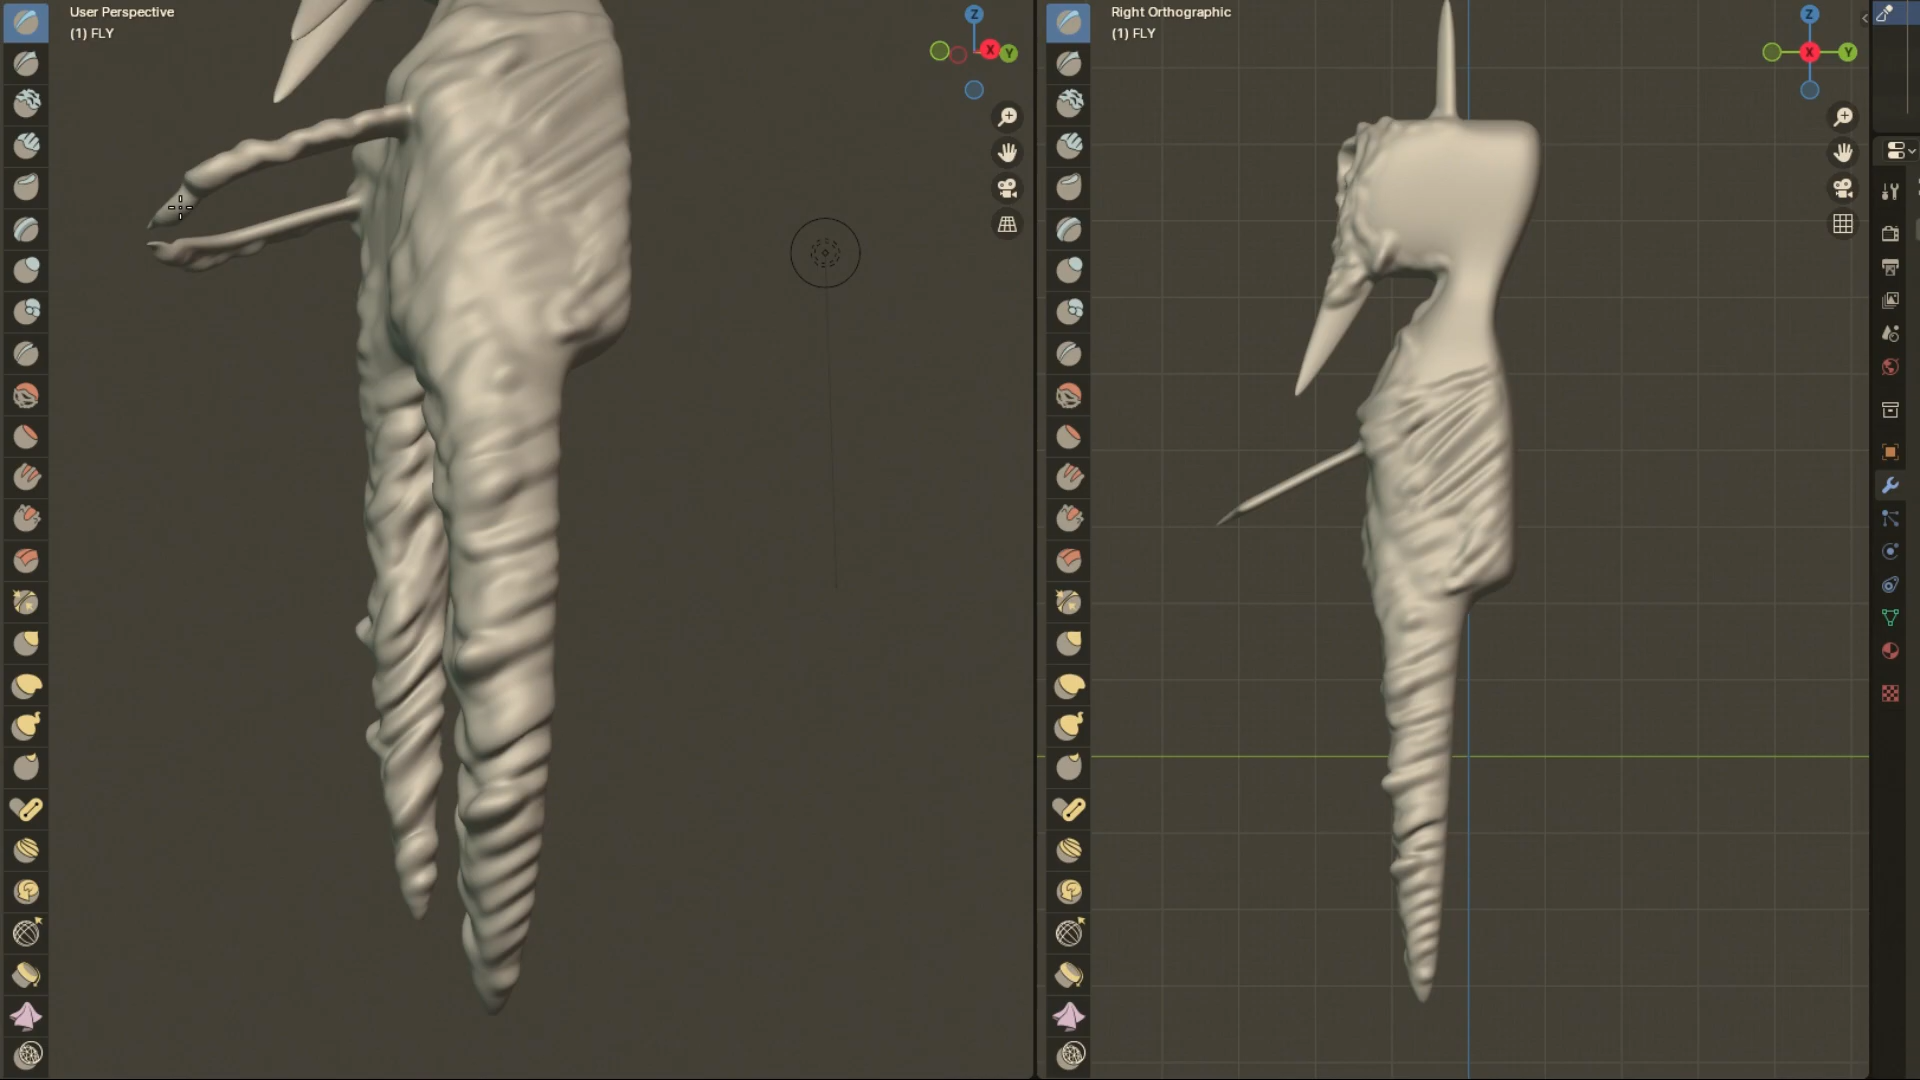 User Perspective
(1) FLY
Z
X
Y
Right Orthographic
(1) FLY
Z
X
Y